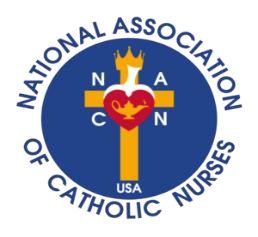 NATIONAL ASSOCIATION
OF CATHOLIC NURSES
N A
C N
USA